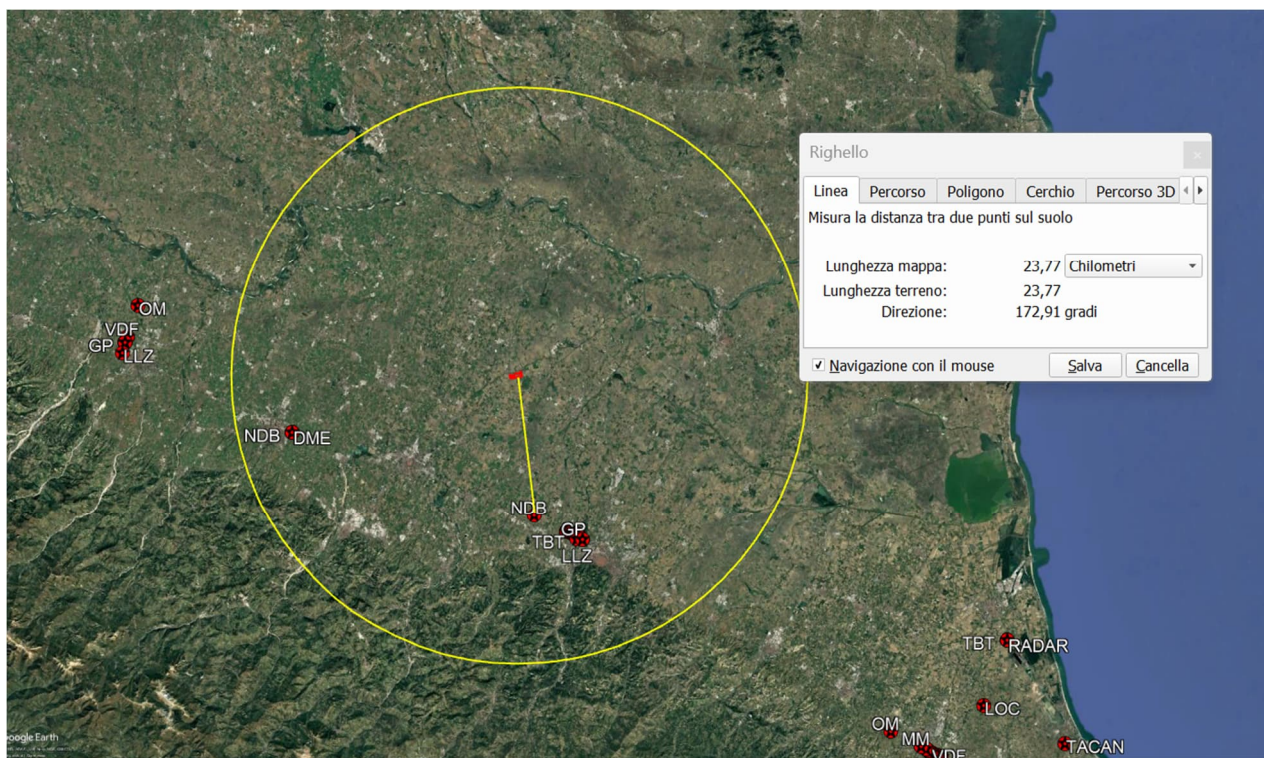 Righello
Linea Percorso Poligono Cerchio Percorso 3D
Misura la distanza tra due punti sul suolo
Lunghezza mappa: 23,77 Chilometri
Lunghezza terreno: 23,77
Direzione: 172,91 gradi
Navigazione con il mouse Salva Cancella
OM
VDF
GP
LLZ
NDB DME
NDB
GP
TBT
LLZ
TBT RADAR
LOC
OM
MM
VDF
TACAN
oogle Earth